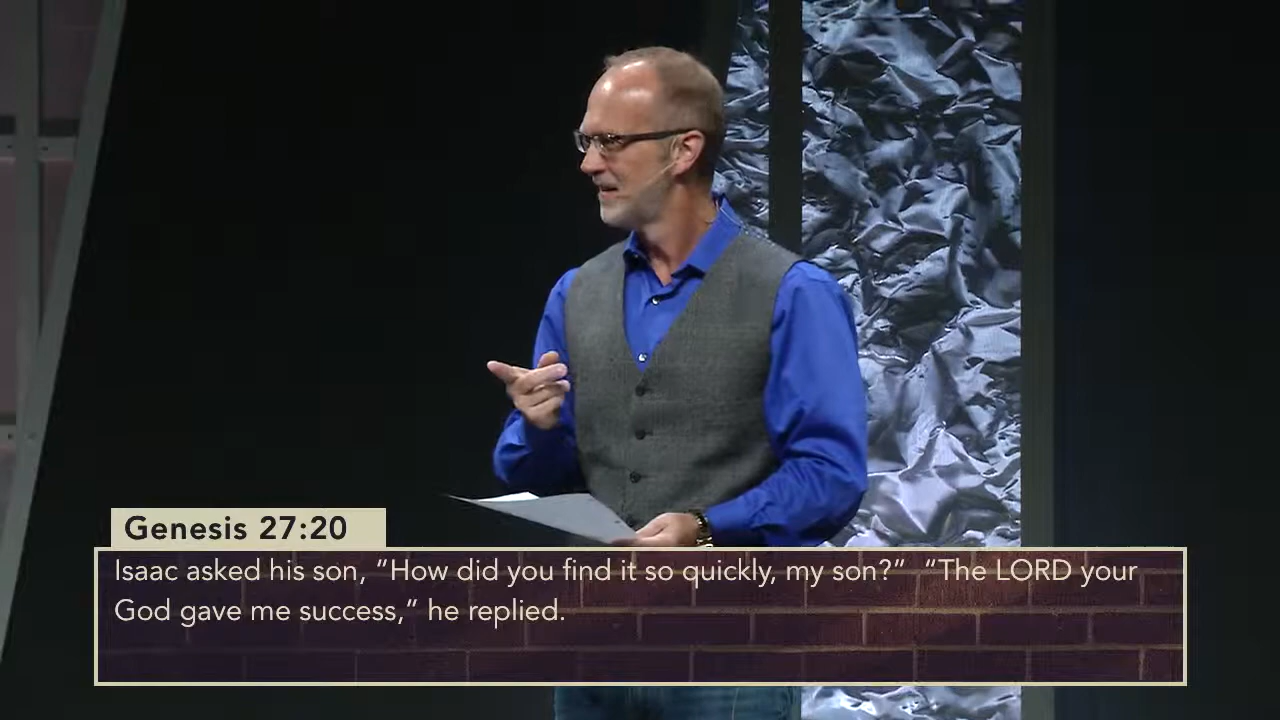 Genesis 27:20
Isaac asked his son, “How did you find it so quickly, my son?”  “The LORD your
God gave me success,“ he replied.